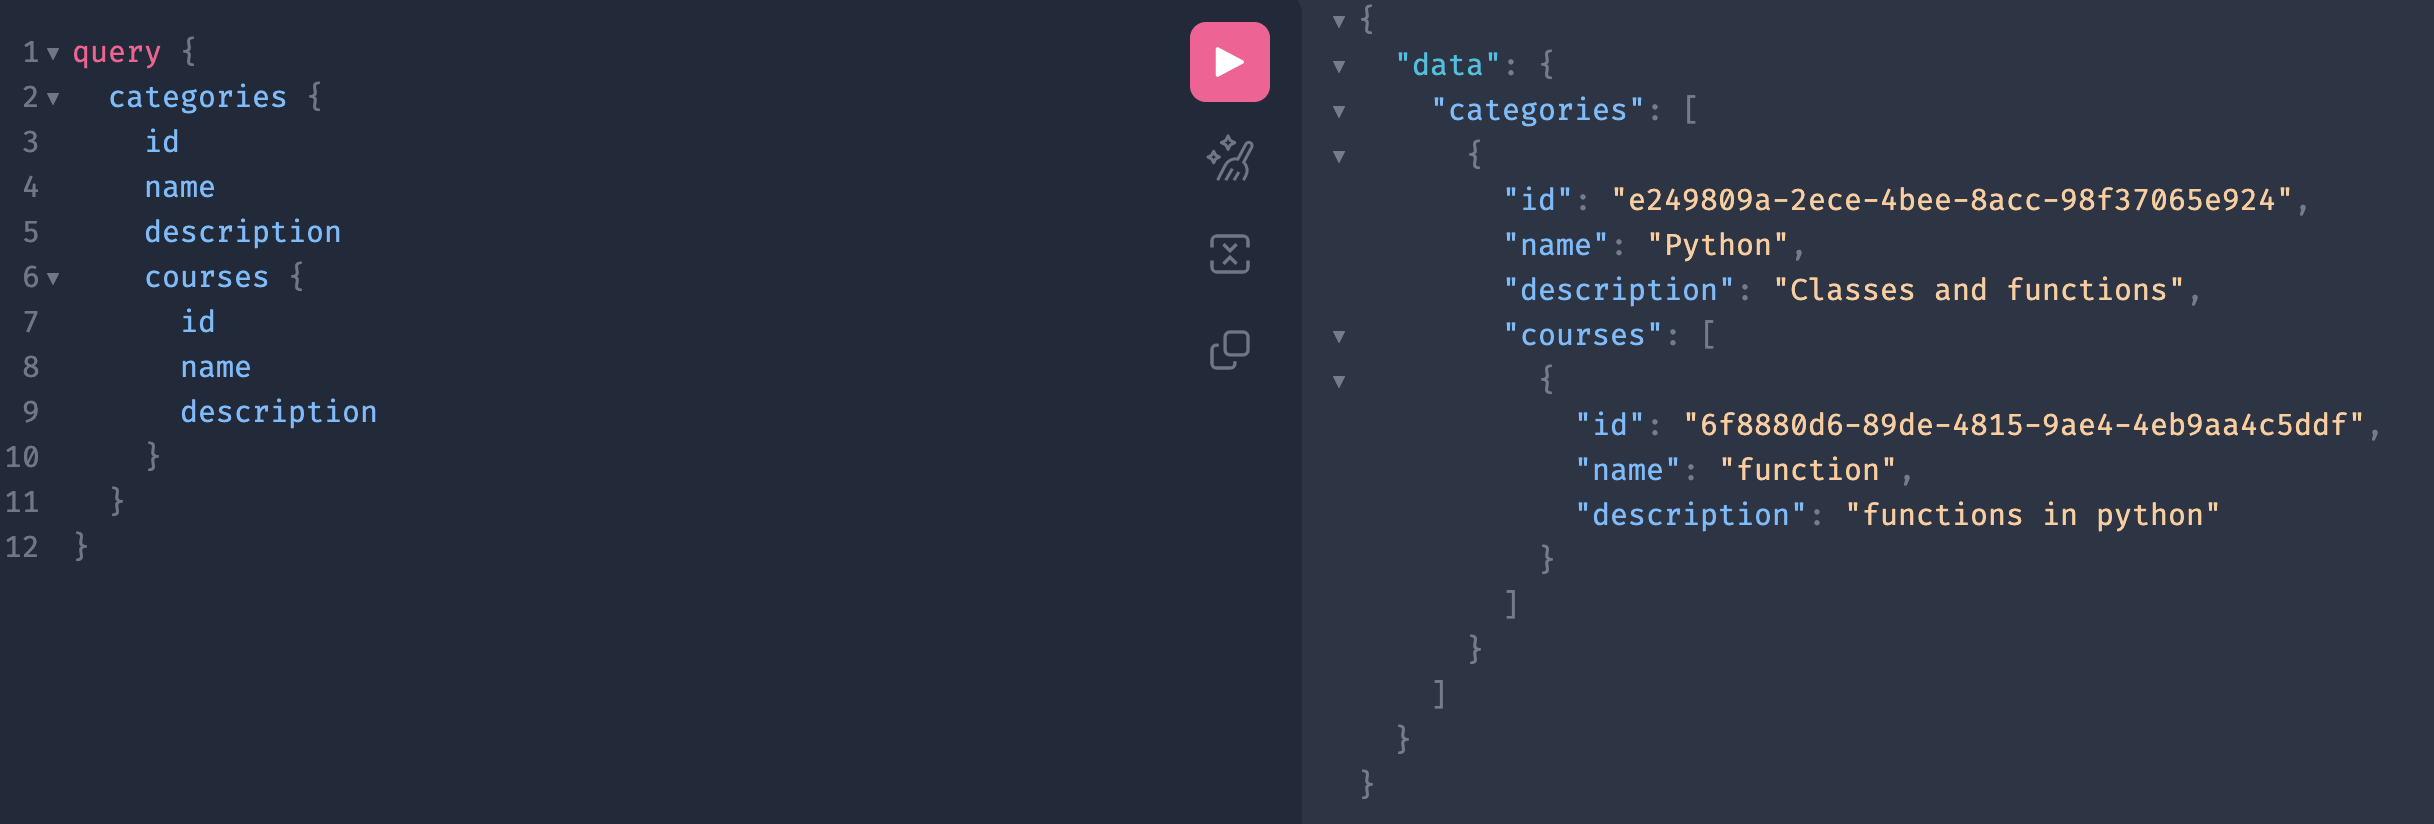 1 query {
2   categories {
3     id
4     name
5     description
6     courses {
7       id
8       name
9       description
10     }
11   }
12 }
{
  "data": {
    "categories": [
      {
        "id": "e249809a-2ece-4bee-8acc-98f37065e924",
        "name": "Python",
        "description": "Classes and functions",
        "courses": [
          {
            "id": "6f8880d6-89de-4815-9ae4-4eb9aa4c5ddf",
            "name": "function",
            "description": "functions in python"
          }
        ]
      }
    ]
  }
}